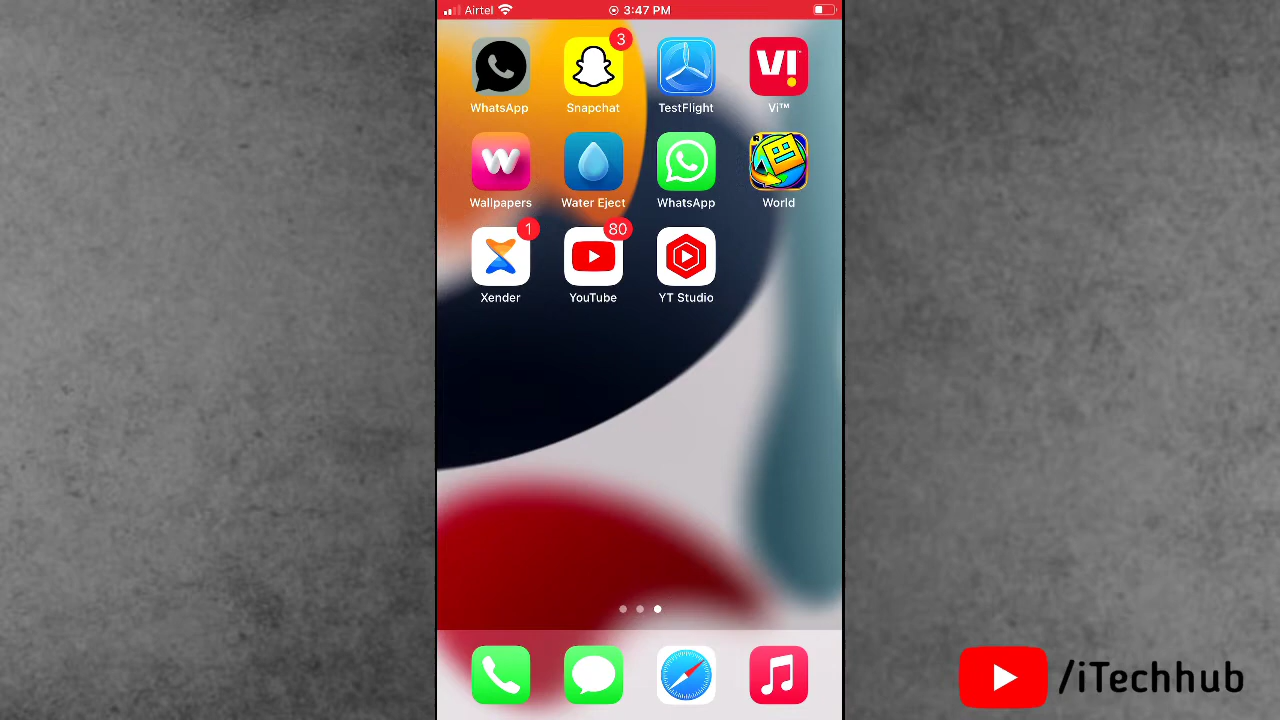 Airtel 3:47 PM
3
WhatsApp Snapchat TestFlight Vi™
Wallpapers Water Eject WhatsApp World
1 80
Xender YouTube YT Studio
/iTechhub